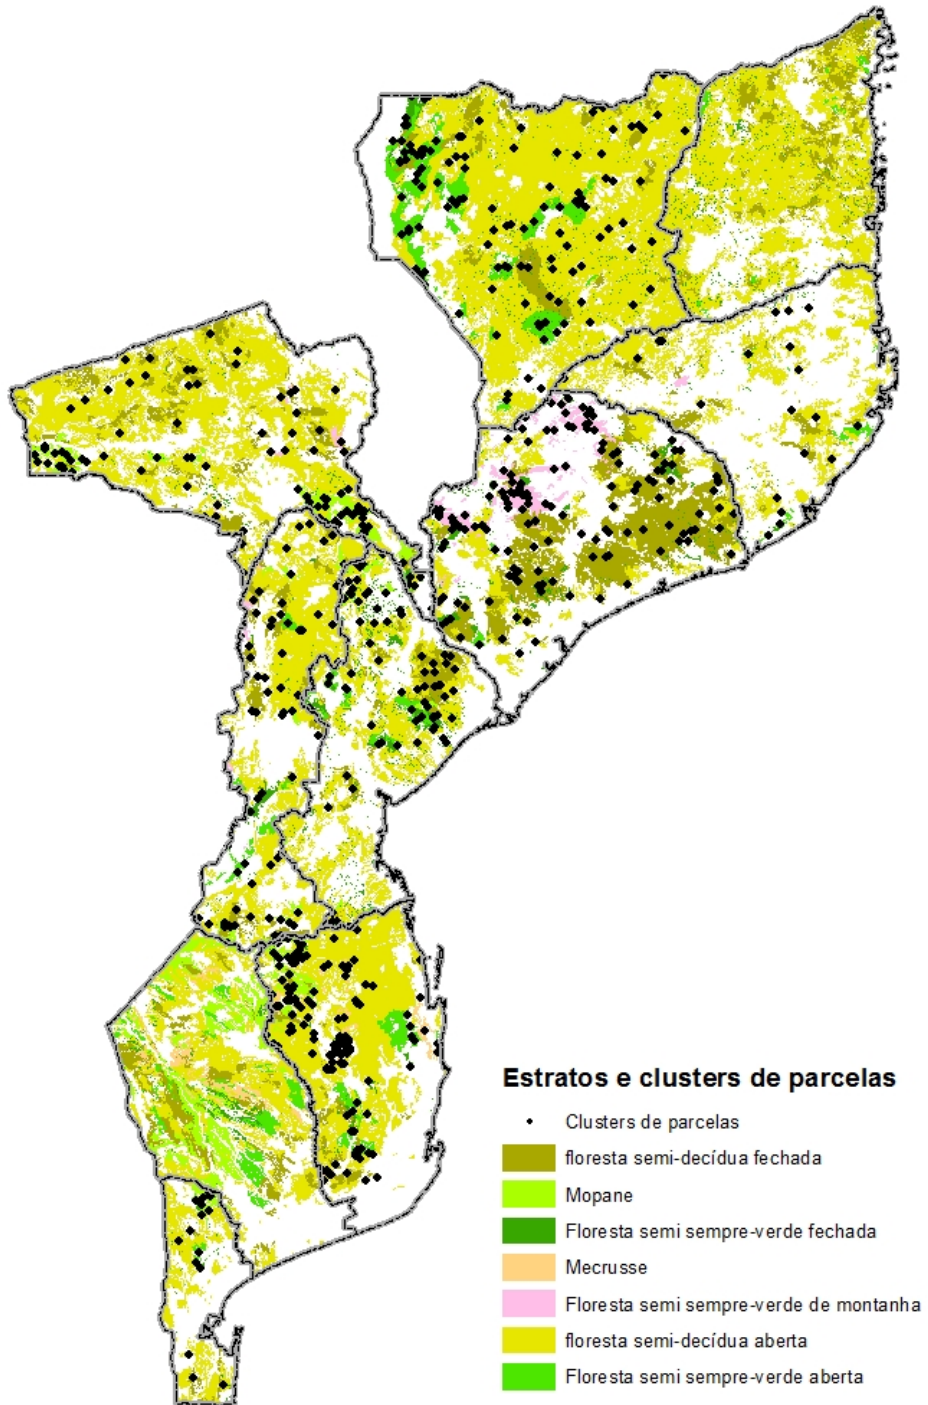 Estratos e clusters de parcelas
Clusters de parcelas
floresta semi-decídua fechada
Mopane
Floresta semi sempre-verde fechada
Mecrusse
Floresta semi sempre-verde de montanha
floresta semi-decídua aberta
Floresta semi sempre-verde aberta